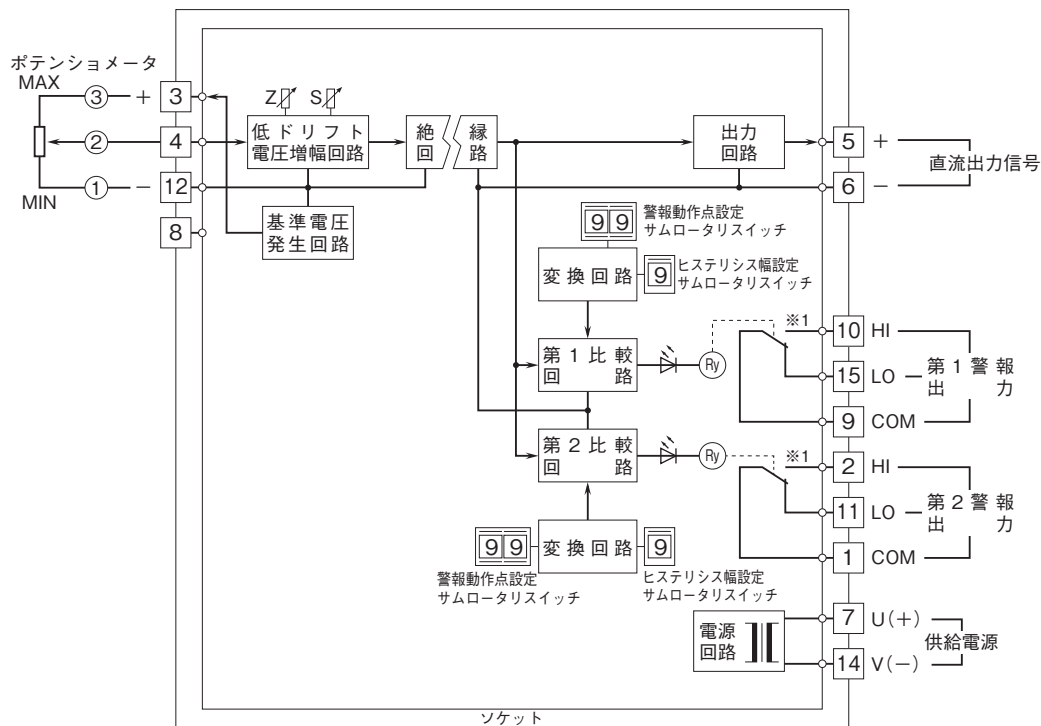 ポテンショメータ
MAX
③ + 3
② 4
① − 12
MIN
8
Z S
低ドリフト
電圧増幅回路
基準電圧
発生回路
絶縁
回路
出力
回路
5 +
直流出力信号
6 −
9 9
警報動作点設定
サムロータリスイッチ
変換回路
9
ヒステリシス幅設定
サムロータリスイッチ
第1比較
回路
Ry
※1
10 HI
15 LO
9 COM
第1警報
出力
第2比較
回路
Ry
※1
2 HI
11 LO
1 COM
第2警報
出力
9 9
警報動作点設定
サムロータリスイッチ
変換回路
9
ヒステリシス幅設定
サムロータリスイッチ
電源
回路
7 U(+)
供給電源
14 V(−)
ソケット